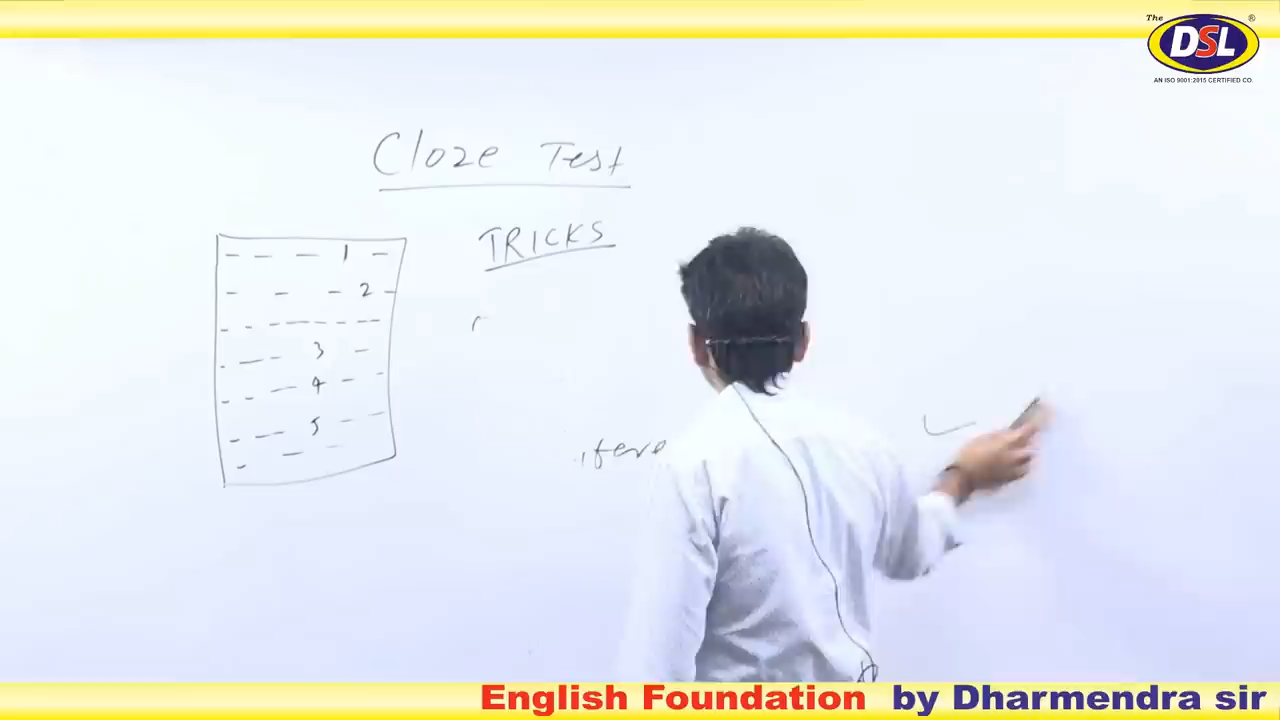 The
DSL
®
AN ISO 9001:2015 CERTIFIED CO.
Cloze Test
TRICKS
1
2
3
4
5
English Foundation by Dharmendra sir